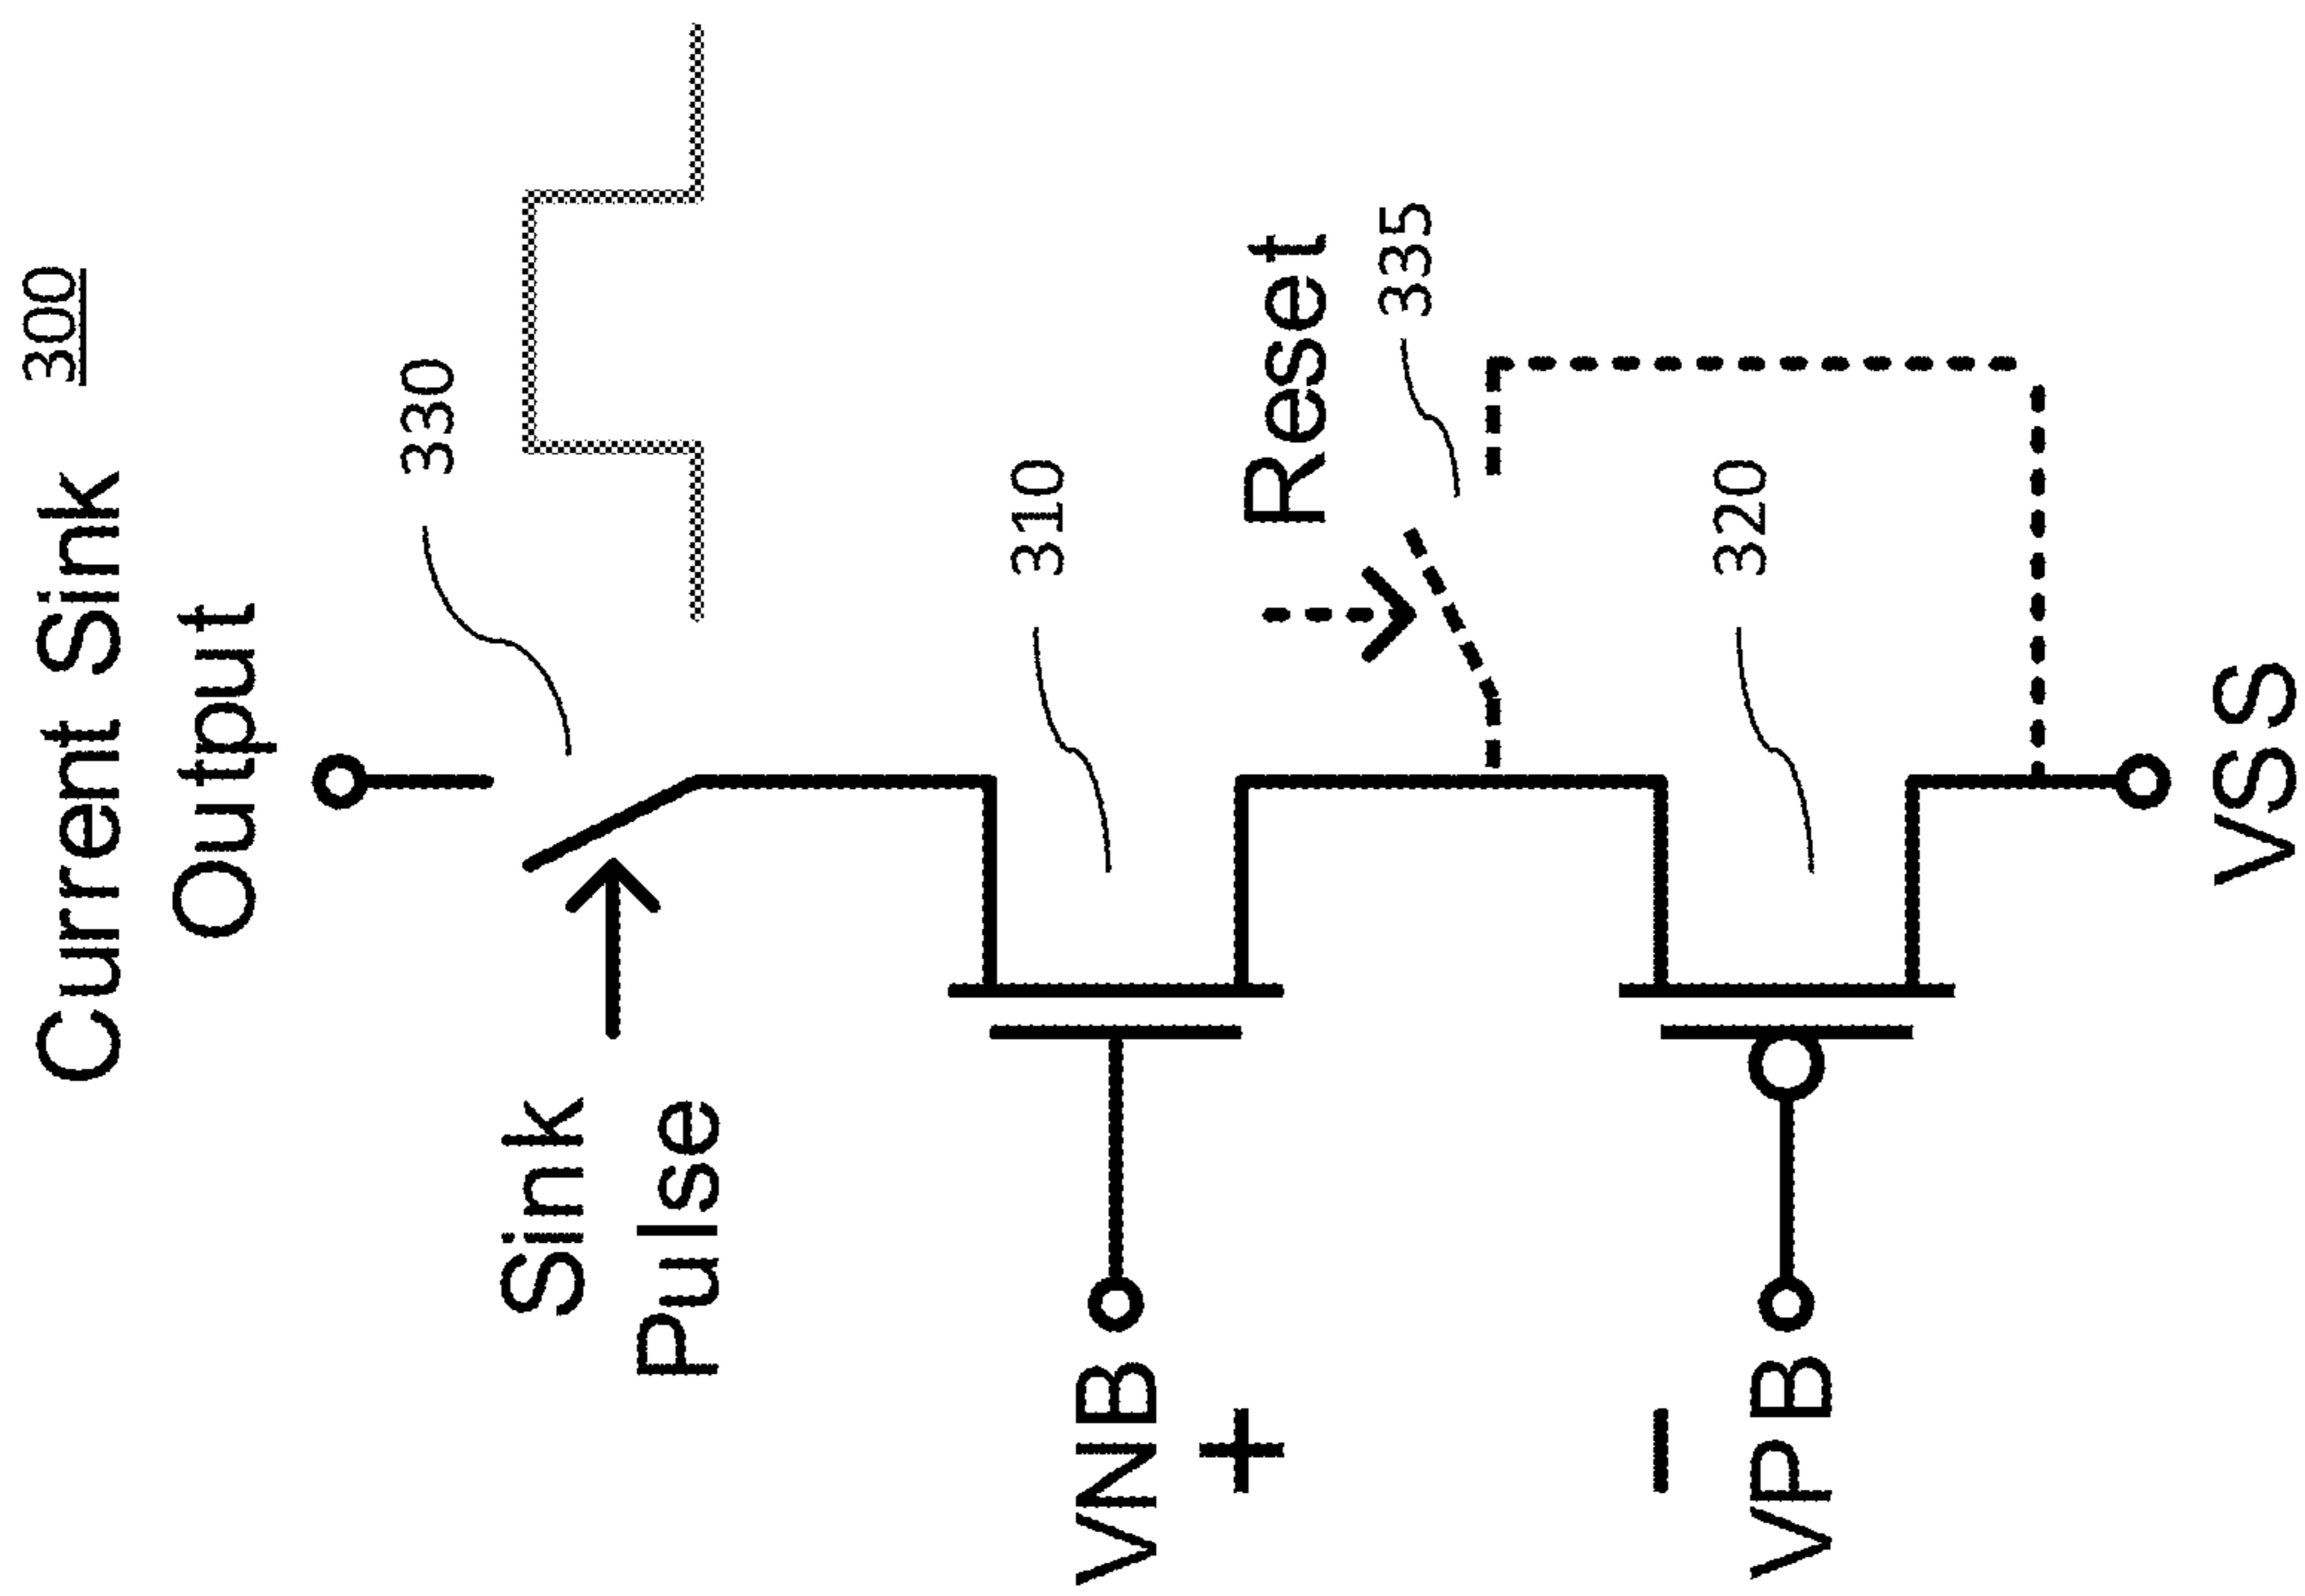 Current Sink 300
Output
330
Sink
Pulse
310
VNB
+
Reset
335
-
320
VPB
VSS